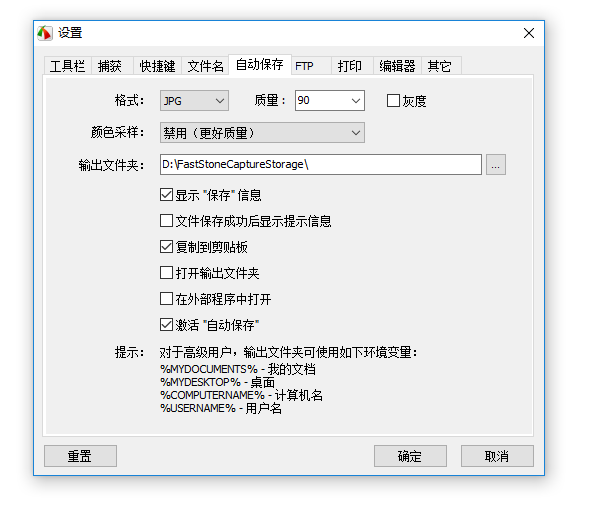 设置
工具栏 捕获 快捷键 文件名 自动保存 FTP 打印 编辑器 其它
格式： JPG 质量： 90 灰度
颜色采样： 禁用（更好质量）
输出文件夹： D:\FastStoneCaptureStorage\ ...
显示 "保存" 信息
文件保存成功后显示提示信息
复制到剪贴板
打开输出文件夹
在外部程序中打开
激活 "自动保存"
提示： 对于高级用户，输出文件夹可使用如下环境变量：
%MYDOCUMENTS% - 我的文档
%MYDESKTOP% - 桌面
%COMPUTERNAME% - 计算机名
%USERNAME% - 用户名
重置 确定 取消